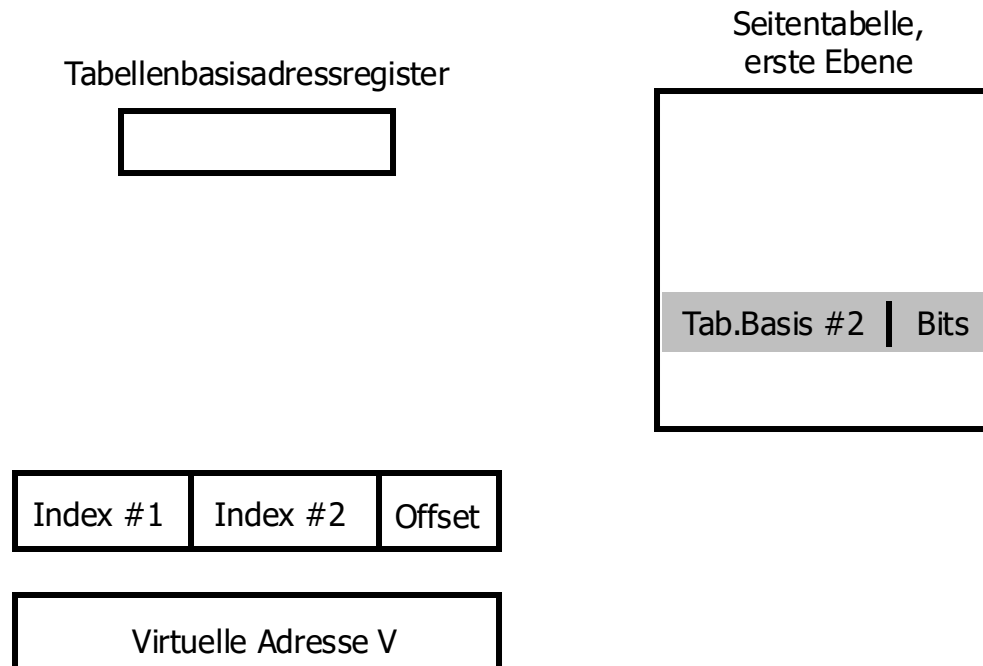 Seitentabelle,
erste Ebene
Tabellenbasisadressregister
Tab.Basis #2 Bits
Index #1 Index #2 Offset
Virtuelle Adresse V